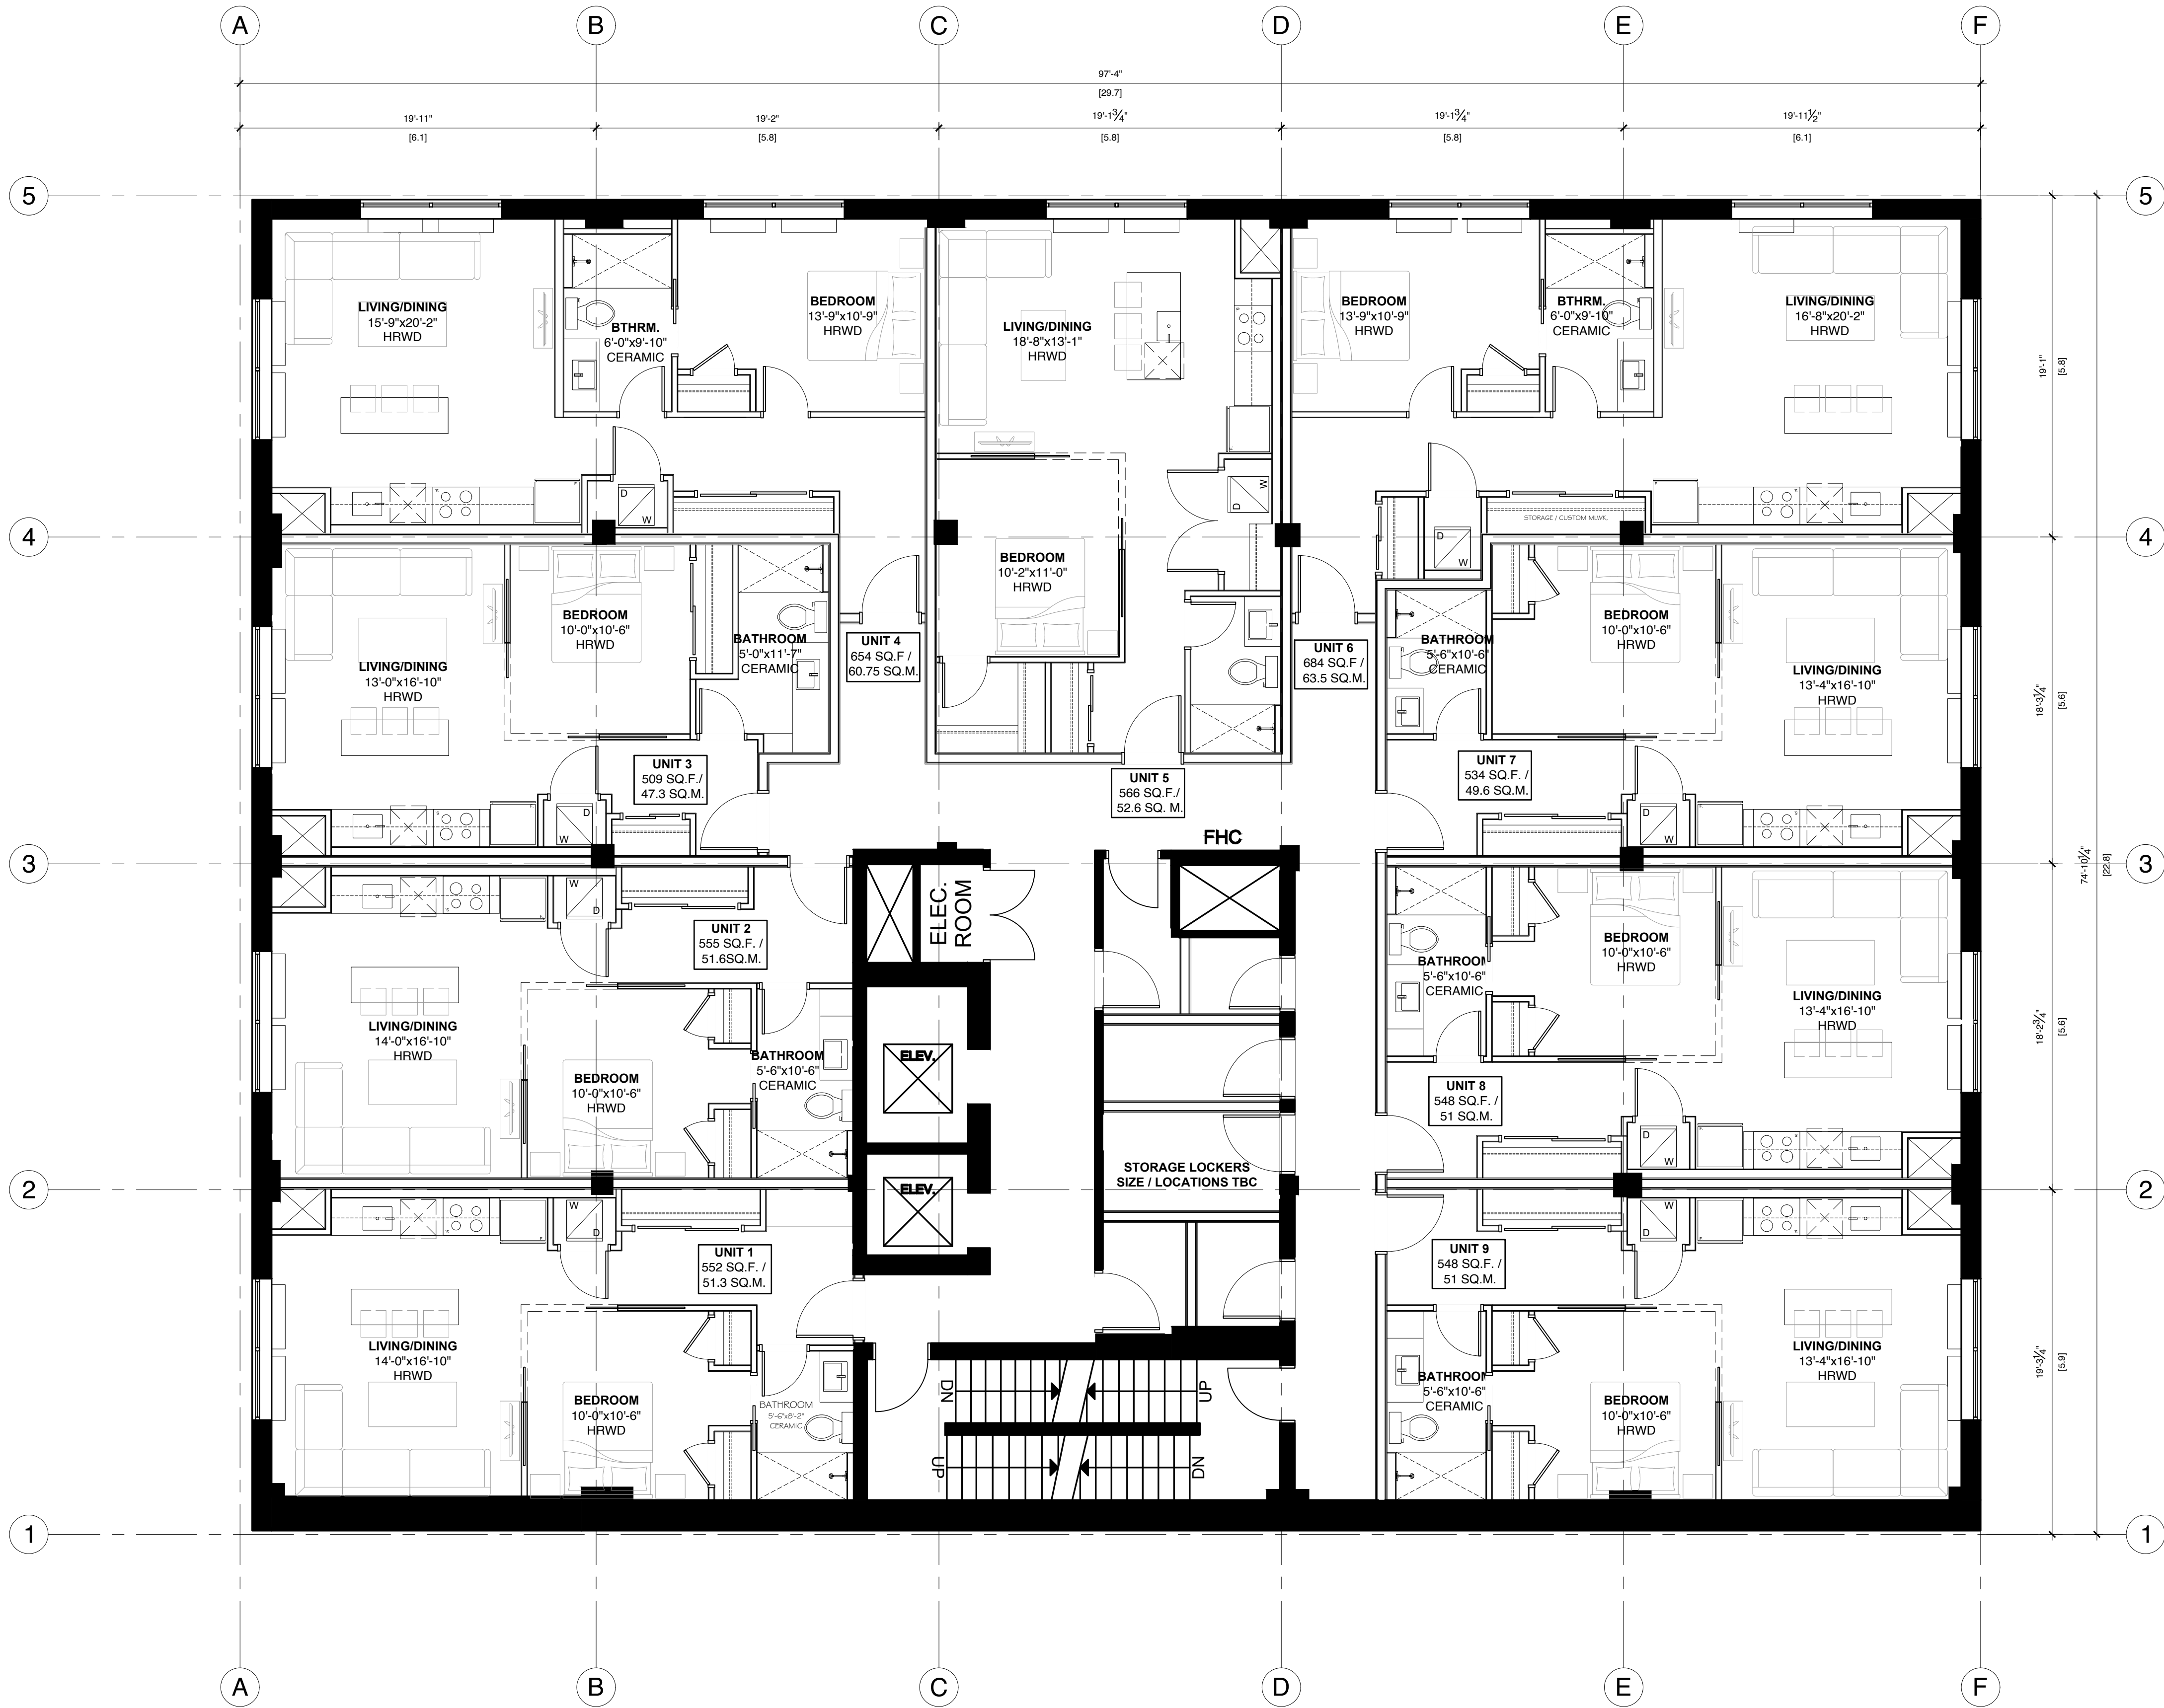 A
B
C
D
E
F
97'-4"
[29.7]
19'-11"
[6.1]
19'-2"
[5.8]
19'-1¾"
[5.8]
19'-1¾"
[5.8]
19'-11½"
[6.1]
5
5
LIVING/DINING
15'-9"x20'-2"
HRWD
BTHRM.
6'-0"x9'-10"
CERAMIC
BEDROOM
13'-9"x10'-9"
HRWD
LIVING/DINING
18'-8"x13'-1"
HRWD
BEDROOM
13'-9"x10'-9"
HRWD
BTHRM.
6'-0"x9'-10"
CERAMIC
LIVING/DINING
16'-8"x20'-2"
HRWD
19'-1"
[5.8]
D
W
D
W
STORAGE / CUSTOM MLWK.
D
W
4
4
LIVING/DINING
13'-0"x16'-10"
HRWD
BEDROOM
10'-0"x10'-6"
HRWD
BATHROOM
5'-0"x11'-7"
CERAMIC
UNIT 4
654 SQ.F /
60.75 SQ.M.
BEDROOM
10'-2"x11'-0"
HRWD
UNIT 6
684 SQ.F /
63.5 SQ.M.
BATHROOM
5'-6"x10'-6"
CERAMIC
BEDROOM
10'-0"x10'-6"
HRWD
LIVING/DINING
13'-4"x16'-10"
HRWD
18'-3¼"
[5.6]
UNIT 3
509 SQ.F./
47.3 SQ.M.
UNIT 5
566 SQ.F./
52.6 SQ. M.
UNIT 7
534 SQ.F. /
49.6 SQ.M.
D
W
D
W
FHC
3
3
74'-10¼"
[22.8]
W
D
ELEC.
ROOM
UNIT 2
555 SQ.F. /
51.6SQ.M.
LIVING/DINING
14'-0"x16'-10"
HRWD
BEDROOM
10'-0"x10'-6"
HRWD
BATHROOM
5'-6"x10'-6"
CERAMIC
ELEV.
BATHROOM
5'-6"x10'-6"
CERAMIC
BEDROOM
10'-0"x10'-6"
HRWD
LIVING/DINING
13'-4"x16'-10"
HRWD
18'-2¾"
[5.6]
UNIT 8
548 SQ.F. /
51 SQ.M.
D
W
STORAGE LOCKERS
SIZE / LOCATIONS TBC
2
2
ELEV.
W
D
W
D
UNIT 1
552 SQ.F. /
51.3 SQ.M.
UNIT 9
548 SQ.F. /
51 SQ.M.
LIVING/DINING
14'-0"x16'-10"
HRWD
BEDROOM
10'-0"x10'-6"
HRWD
BATHROOM
5'-6"x8'-2"
CERAMIC
DN
UP
UP
DN
BATHROOM
5'-6"x10'-6"
CERAMIC
BEDROOM
10'-0"x10'-6"
HRWD
LIVING/DINING
13'-4"x16'-10"
HRWD
19'-3¼"
[5.9]
1
1
A
B
C
D
E
F